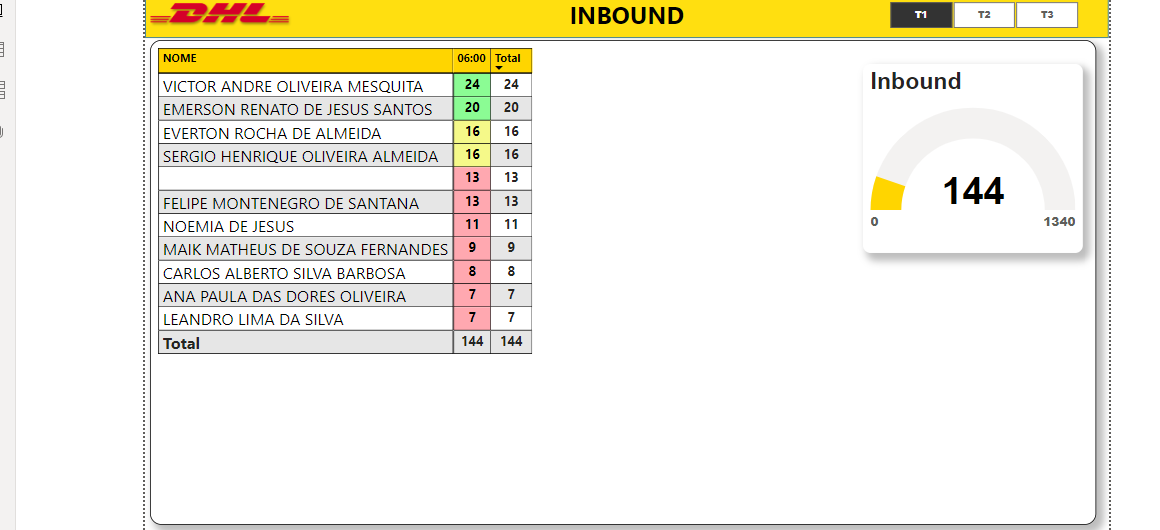 DHL
INBOUND
T1 T2 T3
NOME 06:00 Total
VICTOR ANDRE OLIVEIRA MESQUITA 24 24
EMERSON RENATO DE JESUS SANTOS 20 20
EVERTON ROCHA DE ALMEIDA 16 16
SERGIO HENRIQUE OLIVEIRA ALMEIDA 16 16
13 13
FELIPE MONTENEGRO DE SANTANA 13 13
NOEMIA DE JESUS 11 11
MAIK MATHEUS DE SOUZA FERNANDES 9 9
CARLOS ALBERTO SILVA BARBOSA 8 8
ANA PAULA DAS DORES OLIVEIRA 7 7
LEANDRO LIMA DA SILVA 7 7
Total 144 144
Inbound
144
0 1340